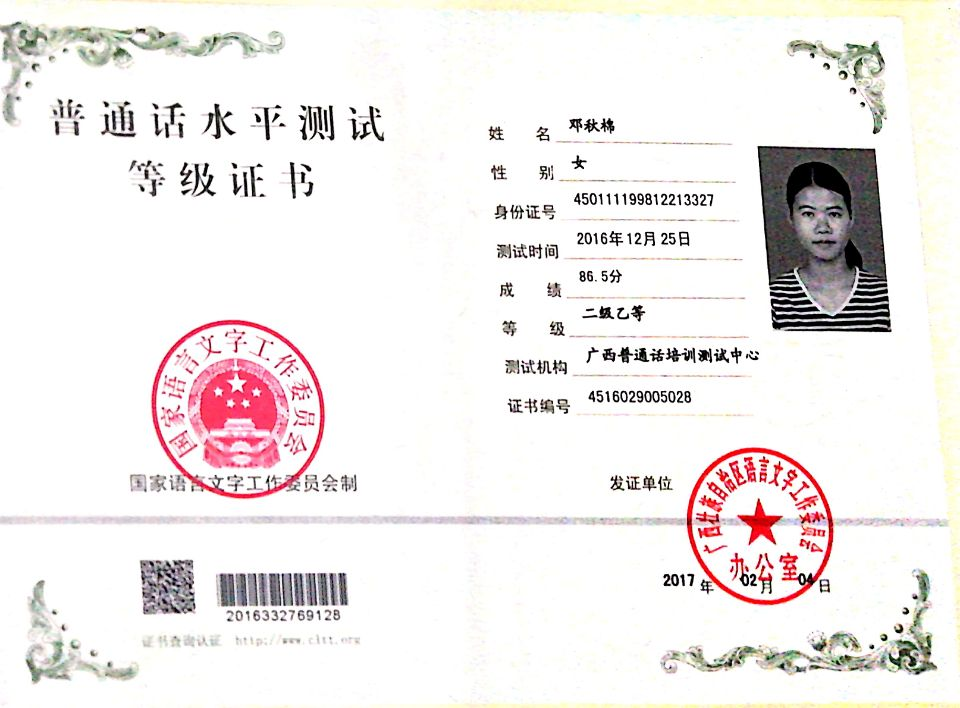 普通话水平测试
等级证书
国家语言文字工作委员会
国家语言文字工作委员会制
2016332769128
证书查询认证 http://www.cltt.org
姓名 邓秋棉
性别 女
身份证号 450111199812213327
测试时间 2016年12月25日
成绩 86.5分
等级 二级乙等
测试机构 广西普通话培训测试中心
证书编号 4516029005028
发证单位
广西壮族自治区语言文字工作委员会
办公室
2017年02月04日